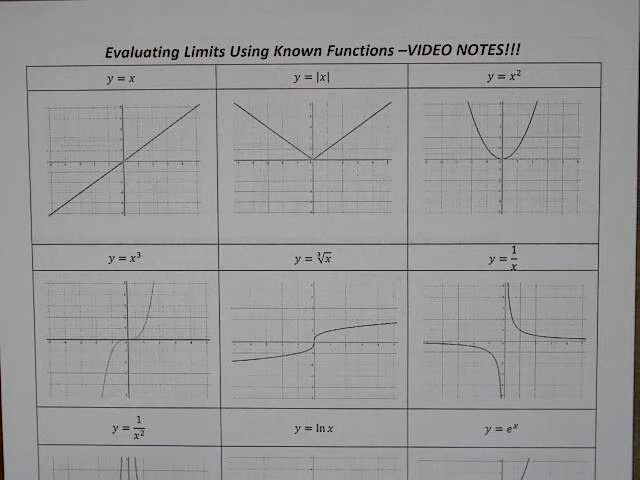 Evaluating Limits Using Known Functions –VIDEO NOTES!!!
y = x
y = |x|
y = x²
y = x³
y = ∛x
y = 1/x
y = 1/x²
y = ln x
y = eˣ